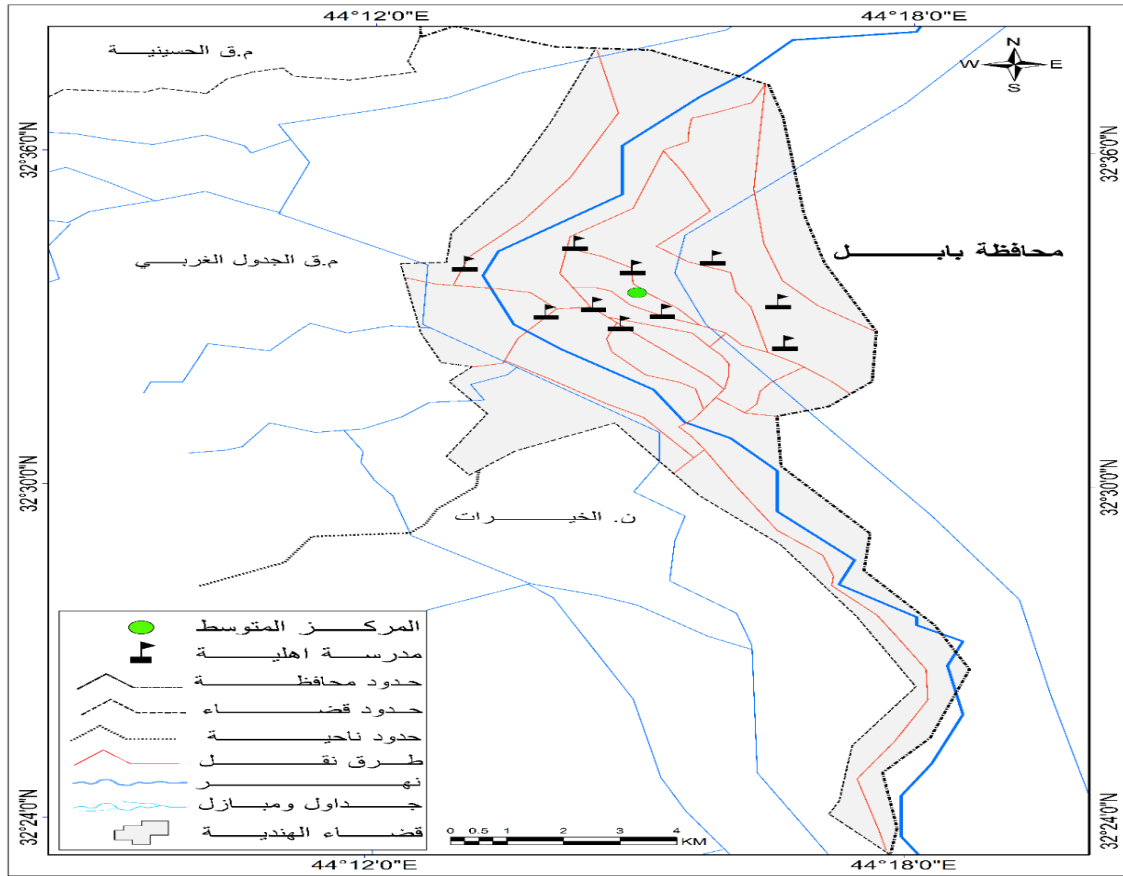 44°12'0"E
44°18'0"E
م.ق الحسينية
N
W E
S
32°36'0"N
32°36'0"N
محافظة بابل
م.ق الجدول الغربي
32°30'0"N
32°30'0"N
ن. الخيرات
المركز المتوسط
مدرسة اهلية
حدود محافظة
حدود قضاء
حدود ناحية
طرق نقل
نهر
جداول ومبازل
قضاء الهندية
0 0.5 1 2 3 4
KM
32°24'0"N
32°24'0"N
44°12'0"E
44°18'0"E